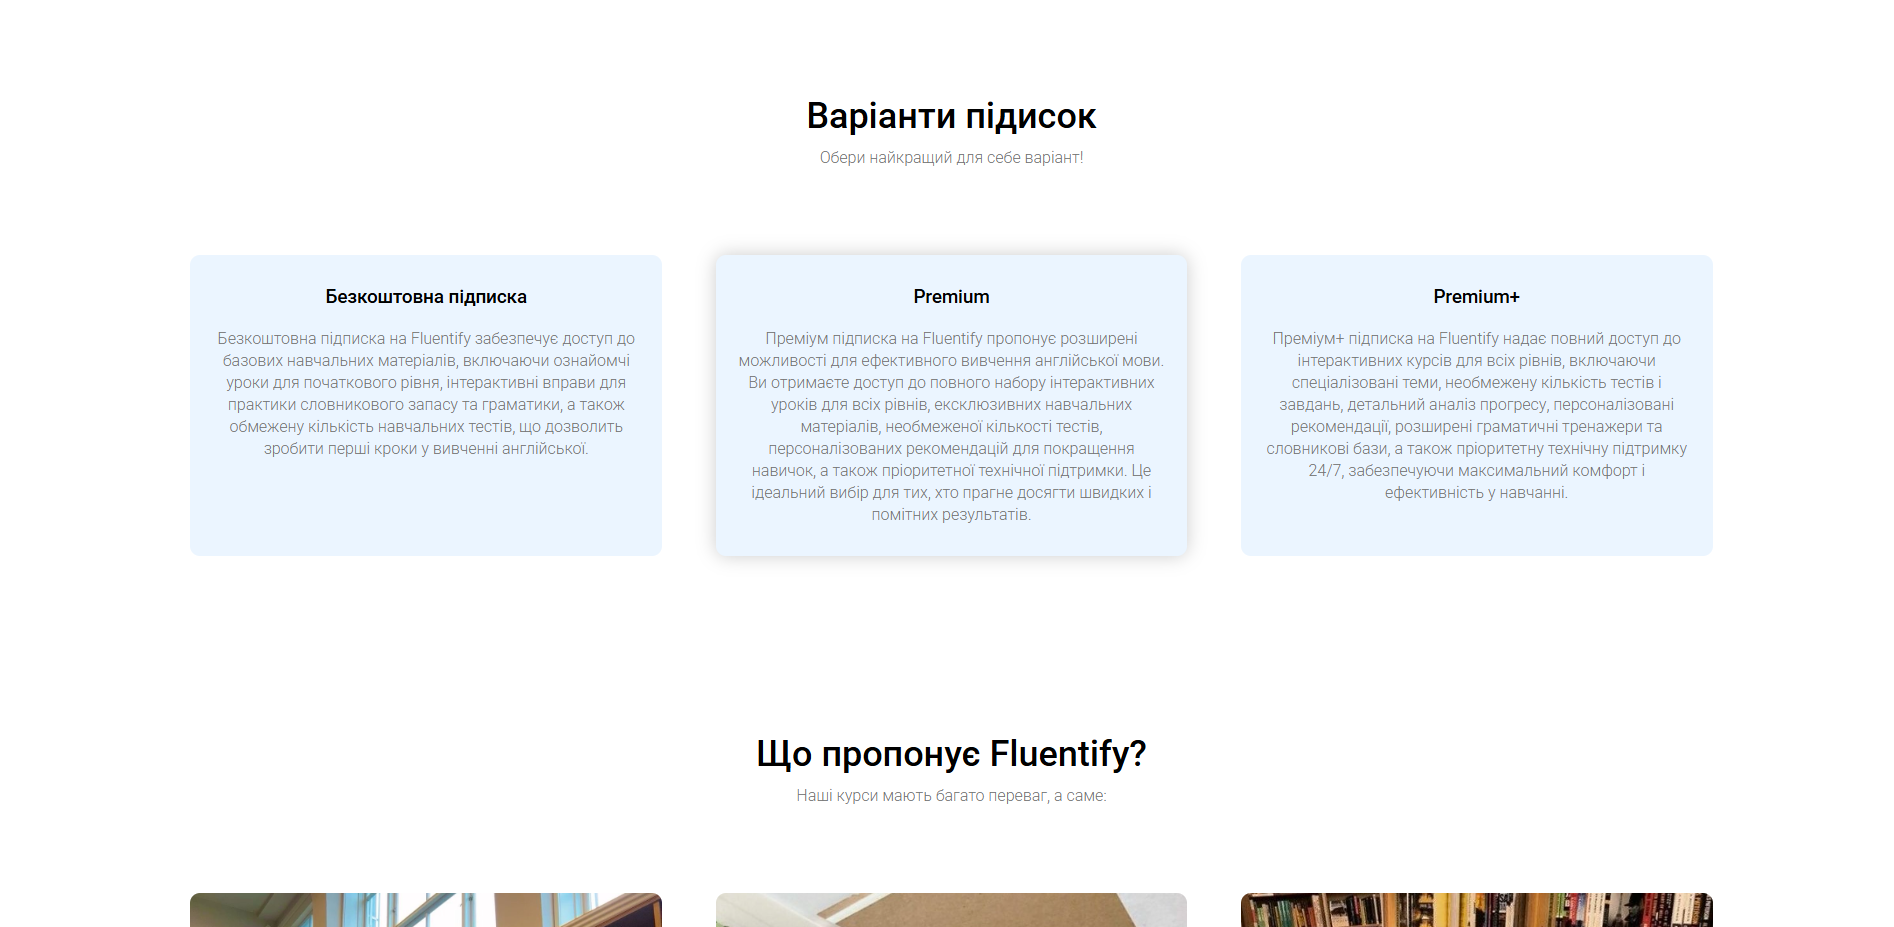 Варіанти підисок
Обери найкращий для себе варіант!
Безкоштовна підписка
Безкоштовна підписка на Fluentify забезпечує доступ до
базових навчальних матеріалів, включаючи ознайомчі
уроки для початкового рівня, інтерактивні вправи для
практики словникового запасу та граматики, а також
обмежену кількість навчальних тестів, що дозволить
зробити перші кроки у вивченні англійської.
Premium
Преміум підписка на Fluentify пропонує розширені
можливості для ефективного вивчення англійської мови.
Ви отримаєте доступ до повного набору інтерактивних
уроків для всіх рівнів, ексклюзивних навчальних
матеріалів, необмеженої кількості тестів,
персоналізованих рекомендацій для покращення
навичок, а також пріоритетної технічної підтримки. Це
ідеальний вибір для тих, хто прагне досягти швидких і
помітних результатів.
Premium+
Преміум+ підписка на Fluentify надає повний доступ до
інтерактивних курсів для всіх рівнів, включаючи
спеціалізовані теми, необмежену кількість тестів і
завдань, детальний аналіз прогресу, персоналізовані
рекомендації, розширені граматичні тренажери та
словникові бази, а також пріоритетну технічну підтримку
24/7, забезпечуючи максимальний комфорт і
ефективність у навчанні.
Що пропонує Fluentify?
Наші курси мають багато переваг, а саме: